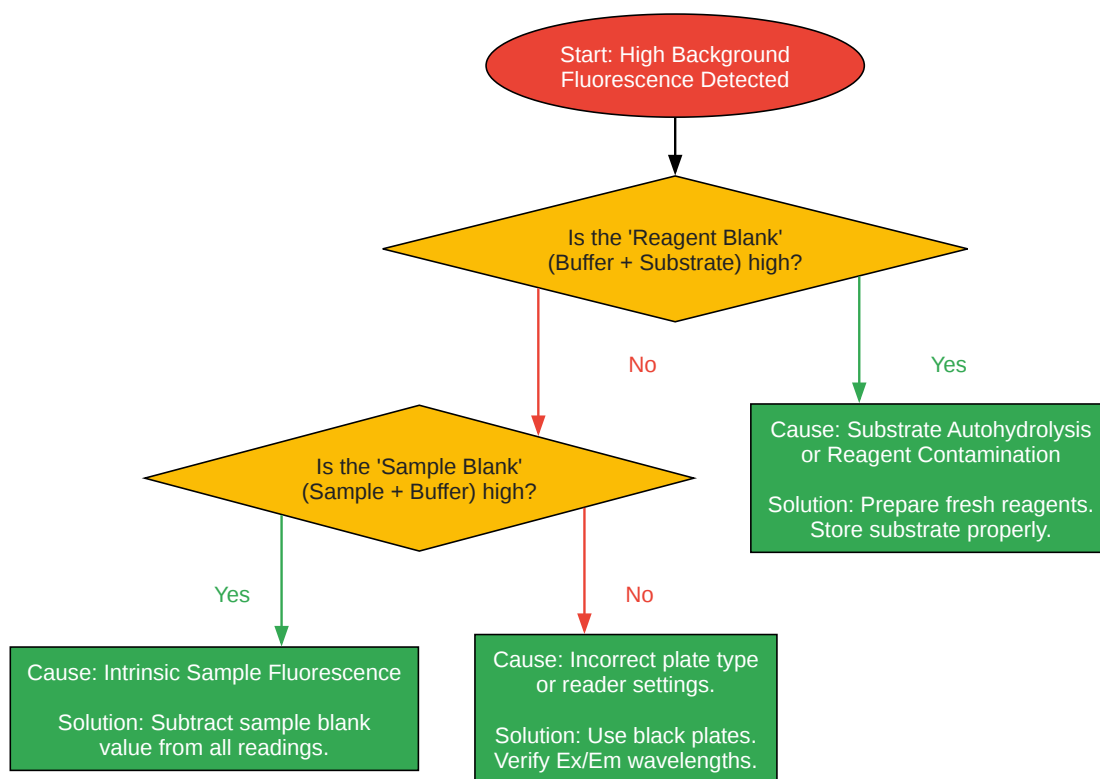 Start: High Background
Fluorescence Detected
Is the 'Reagent Blank'
(Buffer + Substrate) high?
No
Yes
Is the 'Sample Blank'
(Sample + Buffer) high?
Cause: Substrate Autohydrolysis
or Reagent Contamination
Solution: Prepare fresh reagents.
Store substrate properly.
Yes
No
Cause: Intrinsic Sample Fluorescence
Solution: Subtract sample blank
value from all readings.
Cause: Incorrect plate type
or reader settings.
Solution: Use black plates.
Verify Ex/Em wavelengths.